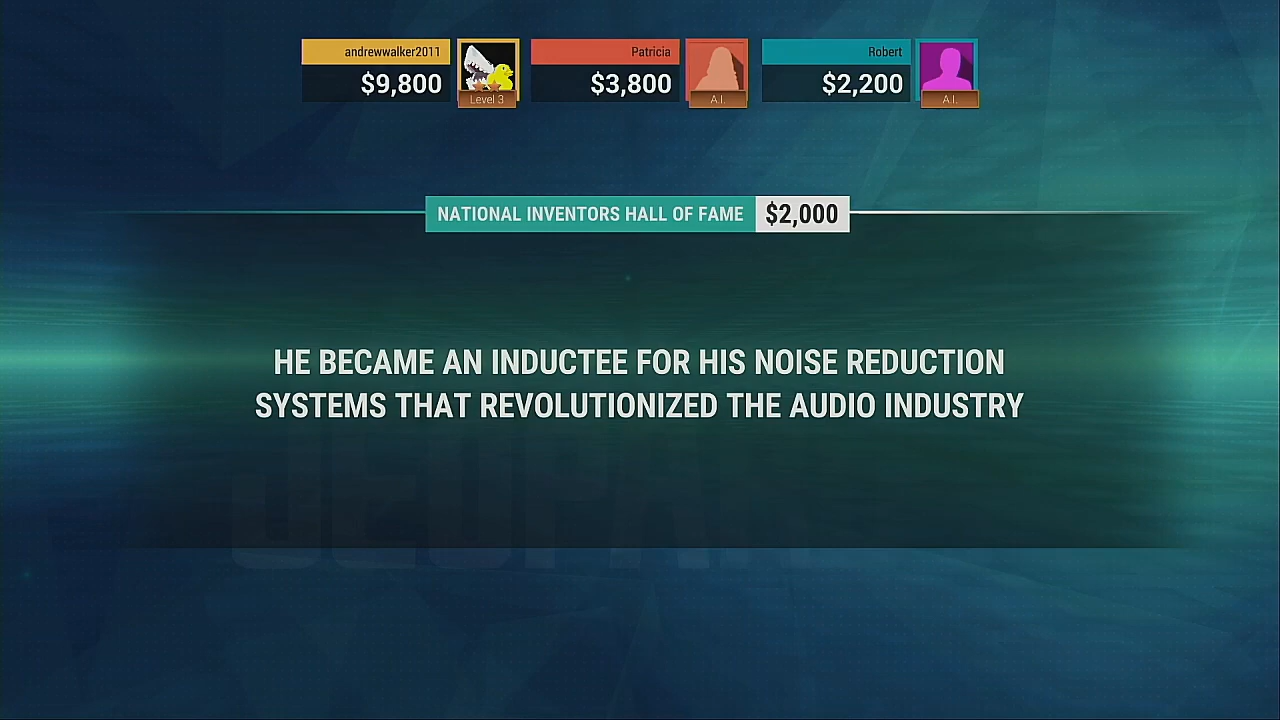 andrewwalker2011
$9,800
Level 3
Patricia
$3,800
A.I.
Robert
$2,200
A.I.
NATIONAL INVENTORS HALL OF FAME $2,000
HE BECAME AN INDUCTEE FOR HIS NOISE REDUCTION
SYSTEMS THAT REVOLUTIONIZED THE AUDIO INDUSTRY